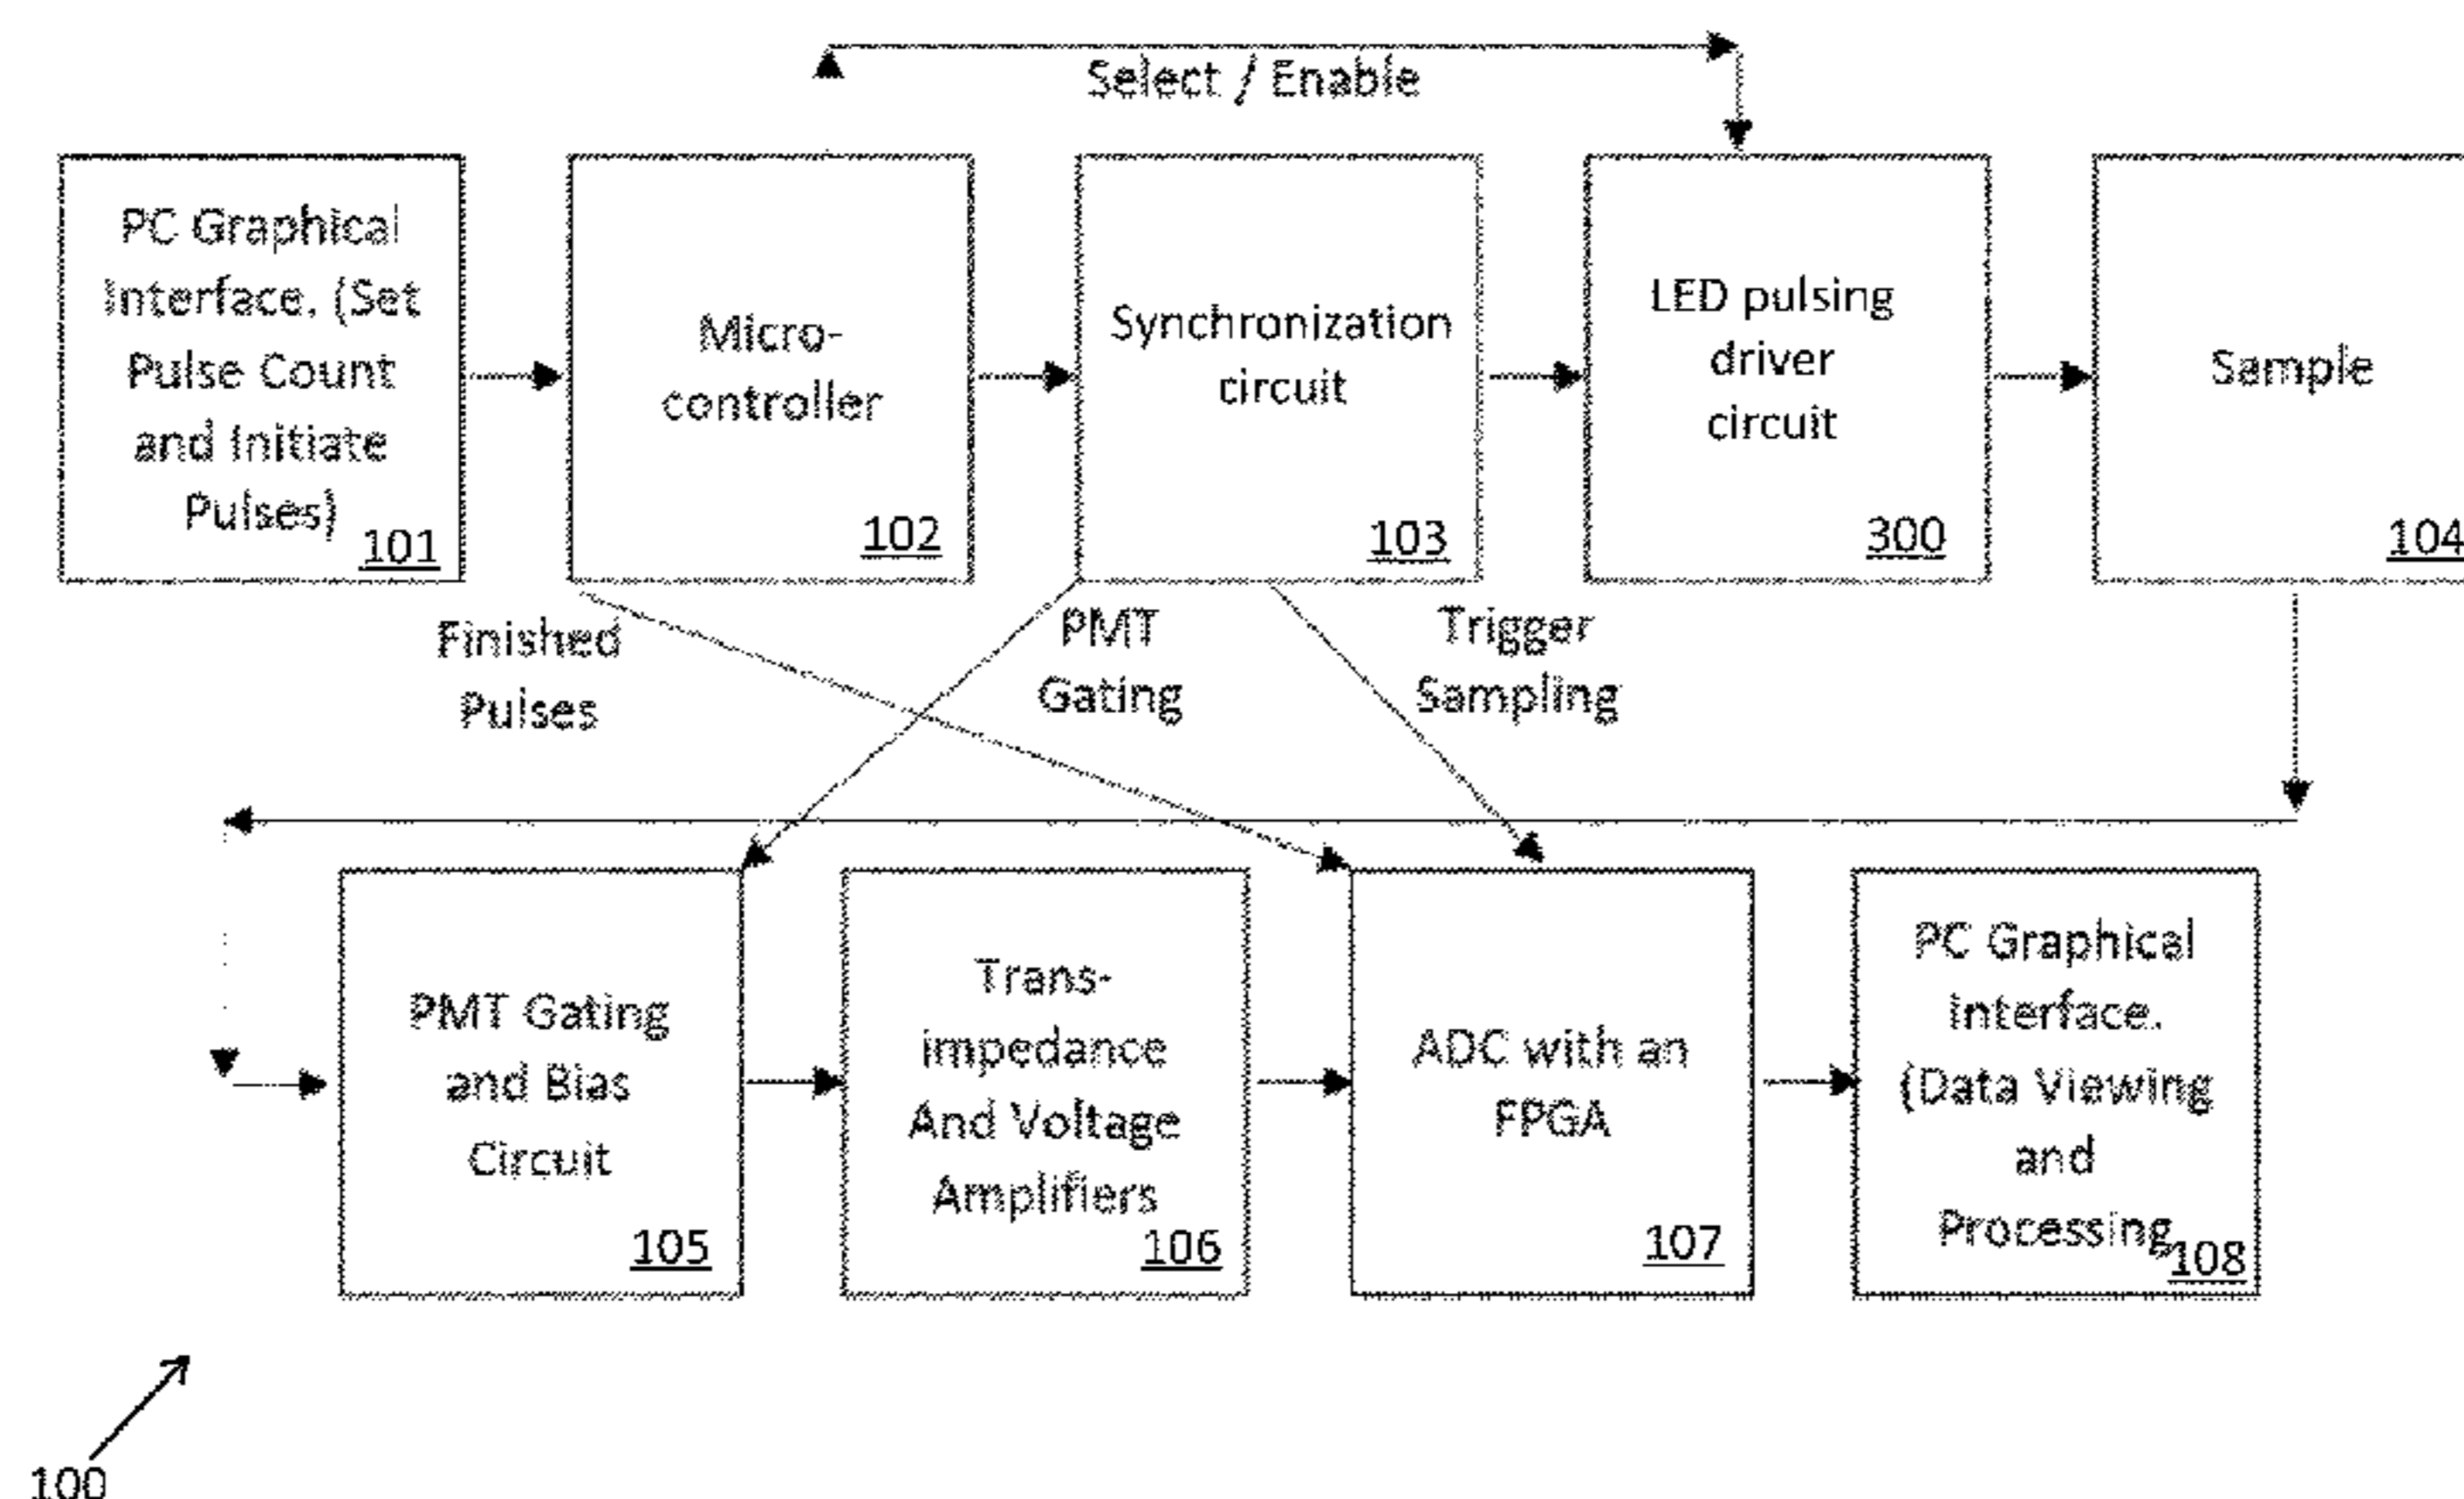 Select / Enable
PC Graphical
Interface. (Set
Pulse Count
and Initiate
Pulses)
101
Micro-
controller
102
Synchronization
circuit
103
LED pulsing
driver
circuit
300
Sample
104
Finished
Pulses
PMT
Gating
Trigger
Sampling
PMT Gating
and Bias
Circuit
105
Trans-
impedance
And Voltage
Amplifiers
106
ADC with an
FPGA
107
PC Graphical
Interface.
(Data Viewing
and
Processing
108
100